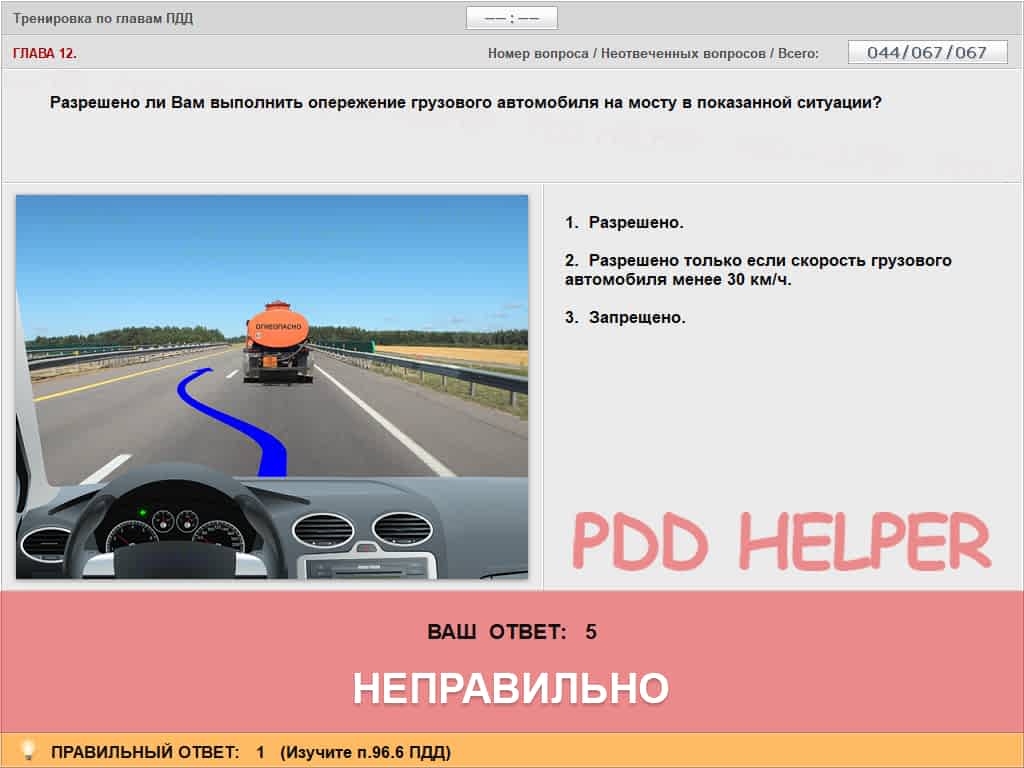 Тренировка по главам ПДД
—— : ——
ГЛАВА 12.
Номер вопроса / Неотвеченных вопросов / Всего:
044/067/067
Разрешено ли Вам выполнить опережение грузового автомобиля на мосту в показанной ситуации?
ОГНЕОПАСНО
1. Разрешено.
2. Разрешено только если скорость грузового
автомобиля менее 30 км/ч.
3. Запрещено.
PDD HELPER
ВАШ ОТВЕТ: 5
НЕПРАВИЛЬНО
ПРАВИЛЬНЫЙ ОТВЕТ: 1 (Изучите п.96.6 ПДД)